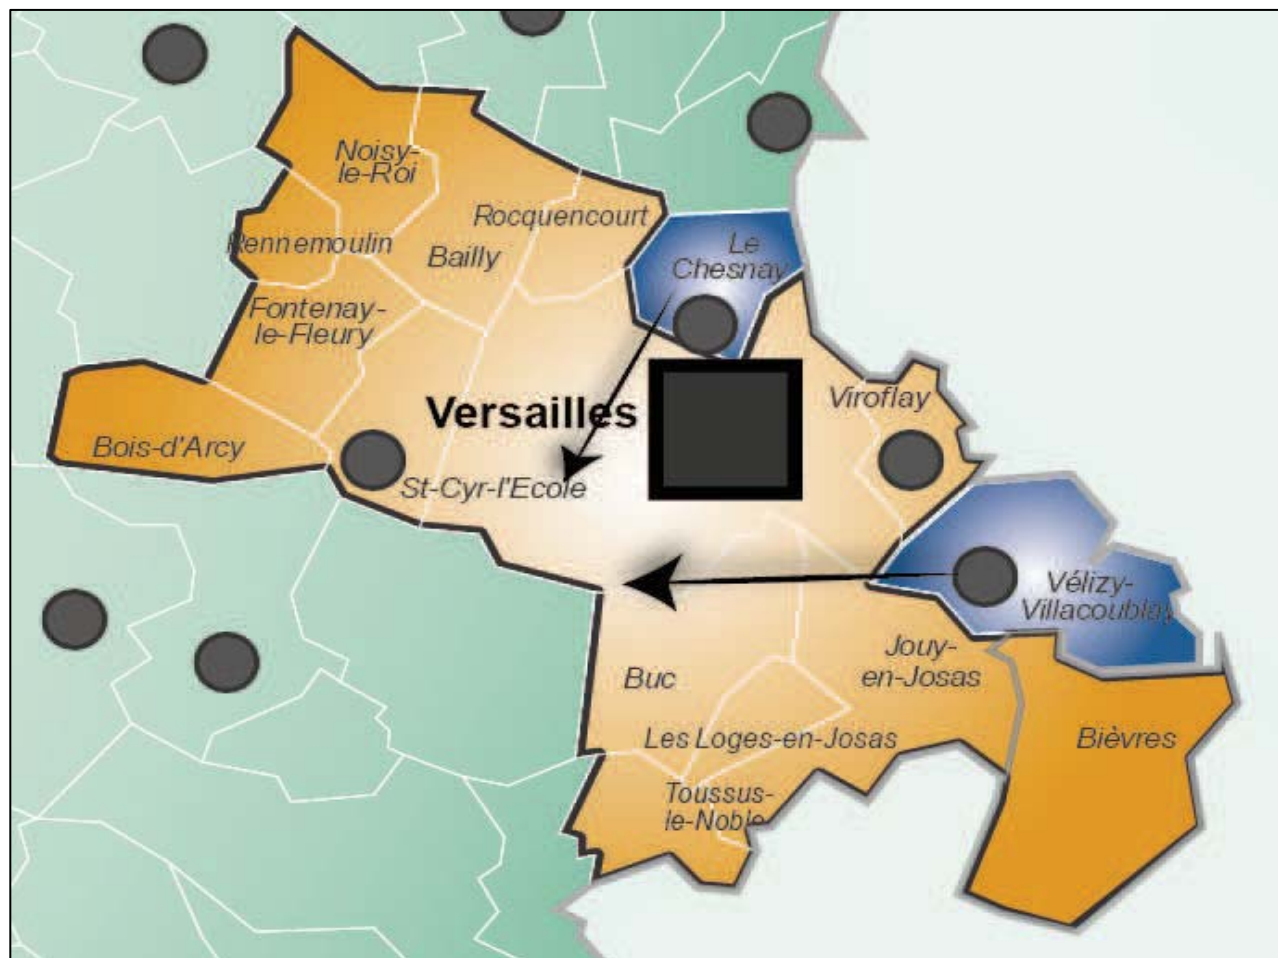 Noisy-
le-Roi
Rocquencourt
Le
Chesnay
Rennemoulin
Bailly
Fontenay-
le-Fleury
Versailles
Viroflay
Bois-d'Arcy
St-Cyr-l'Ecole
Vélizy-
Villacoublay
Jouy-
en-Josas
Buc
Les Loges-en-Josas
Bièvres
Toussus-
le-Noble